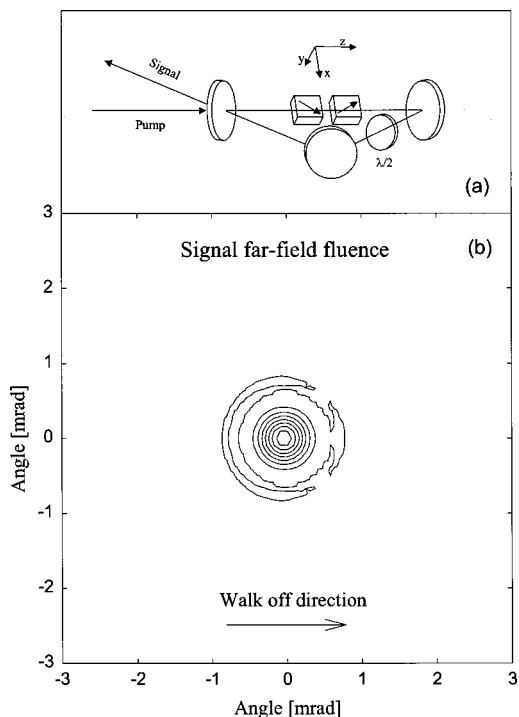 y
z
x
Signal
Pump
λ/2
(a)
3
Signal far-field fluence
(b)
2
1
0
-1
-2
-3
Angle [mrad]
Walk off direction
-3
-2
-1
0
1
2
3
Angle [mrad]